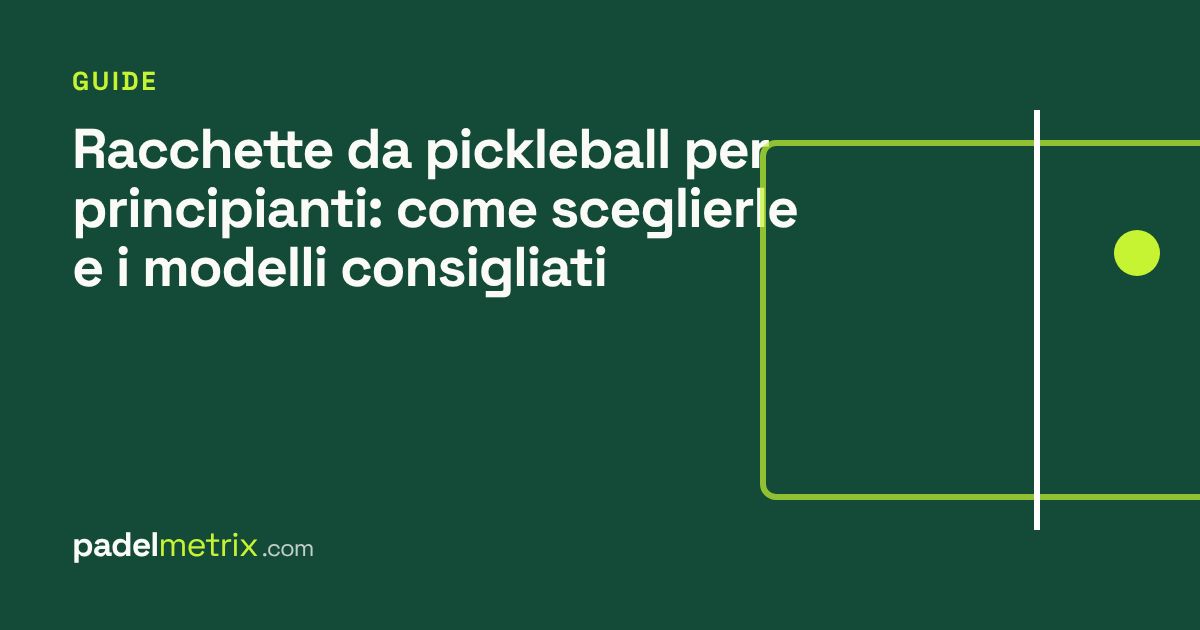 GUIDE
Racchette da pickleball per
principianti: come sceglierle
e i modelli consigliati
padelmetrix.com